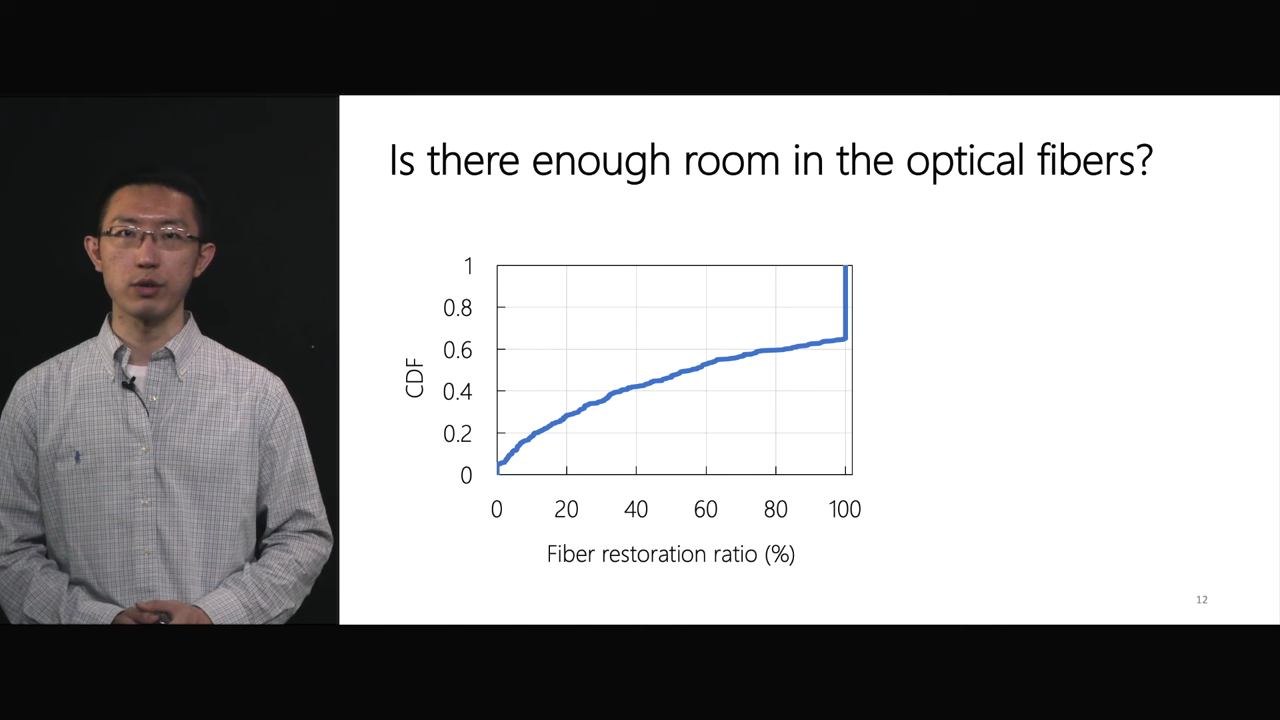 Is there enough room in the optical fibers?
1
0.8
0.6
0.4
0.2
0
CDF
0 20 40 60 80 100
Fiber restoration ratio (%)
12